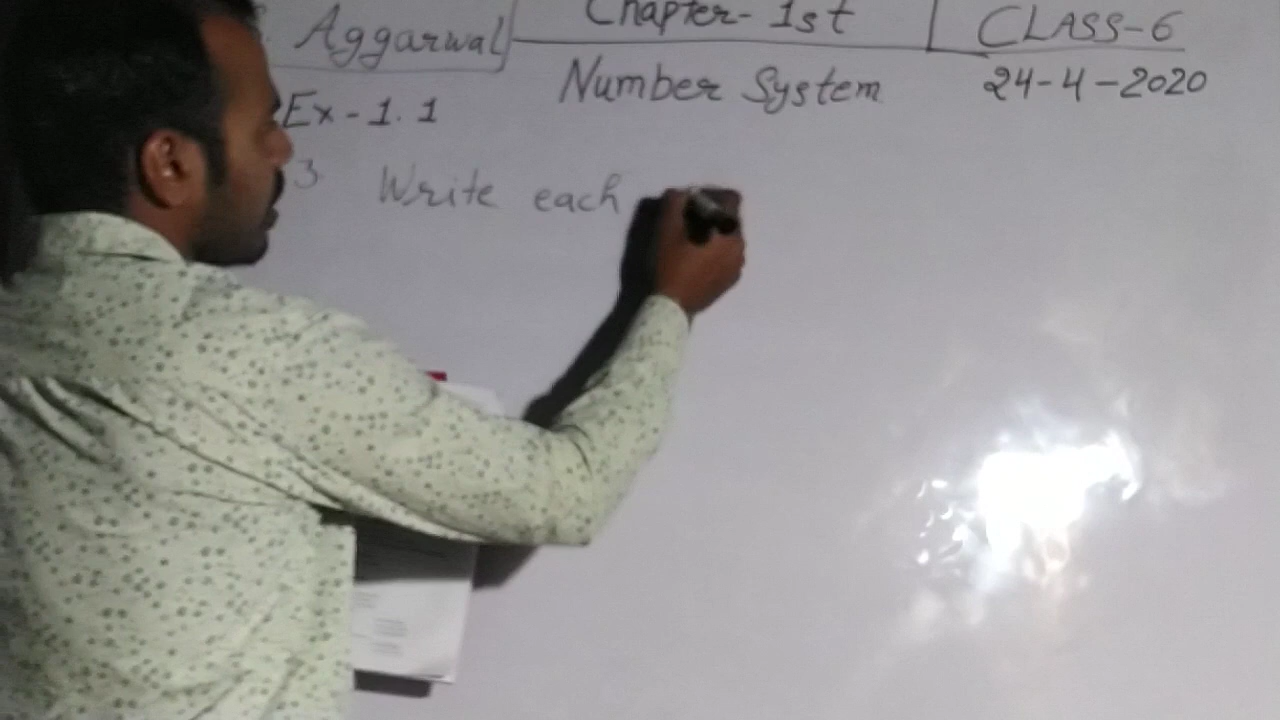 Aggarwal Chapter- 1st CLASS-6
Number System 24-4-2020
Ex-1.1
3. Write each